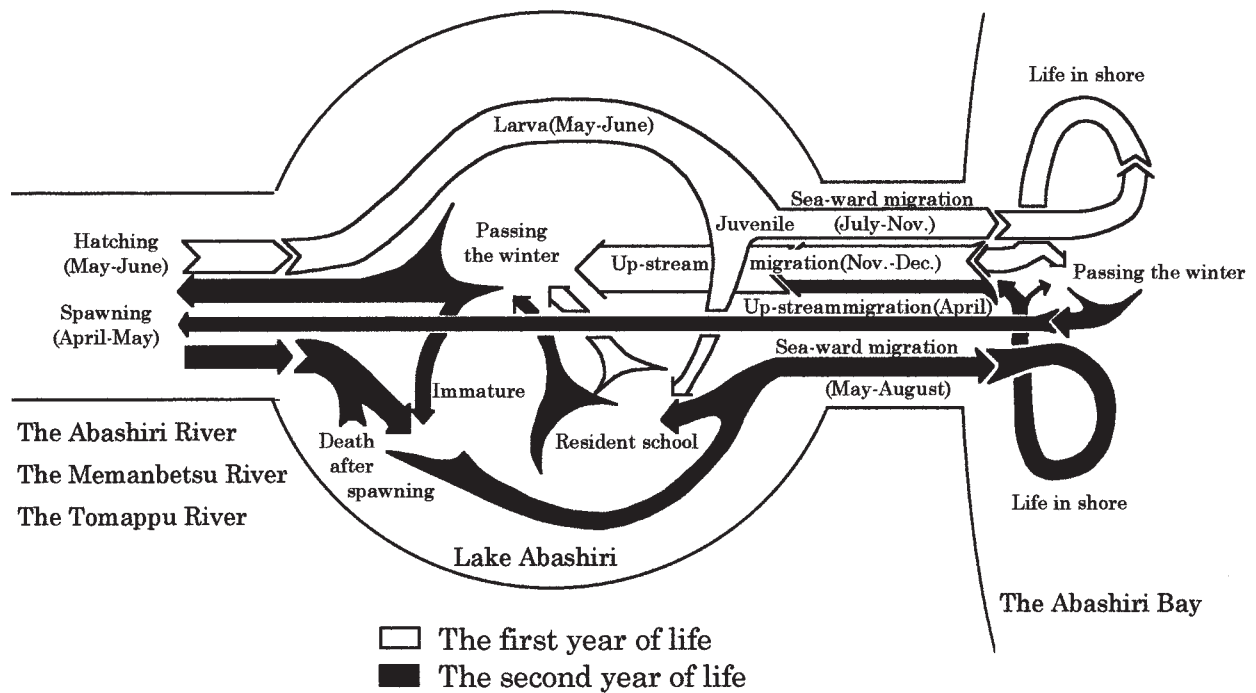 Life in shore
Larva(May-June)
Sea-ward migration
(July-Nov.)
Juvenile
Hatching
(May-June)
Passing
the winter
Up-stream migration(Nov.-Dec.)
Passing the winter
Up-streammigration(April)
Spawning
(April-May)
Sea-ward migration
(May-August)
Immature
Resident school
Death
after
spawning
The Abashiri River
The Memanbetsu River
The Tomappu River
Life in shore
Lake Abashiri
The Abashiri Bay
The first year of life
The second year of life